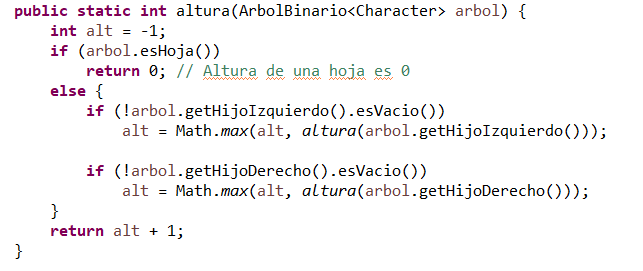 public static int altura(ArbolBinario<Character> arbol) {
    int alt = -1;
    if (arbol.esHoja())
        return 0; // Altura de una hoja es 0
    else {
        if (!arbol.getHijoIzquierdo().esVacio())
            alt = Math.max(alt, altura(arbol.getHijoIzquierdo()));

        if (!arbol.getHijoDerecho().esVacio())
            alt = Math.max(alt, altura(arbol.getHijoDerecho()));
    }
    return alt + 1;
}